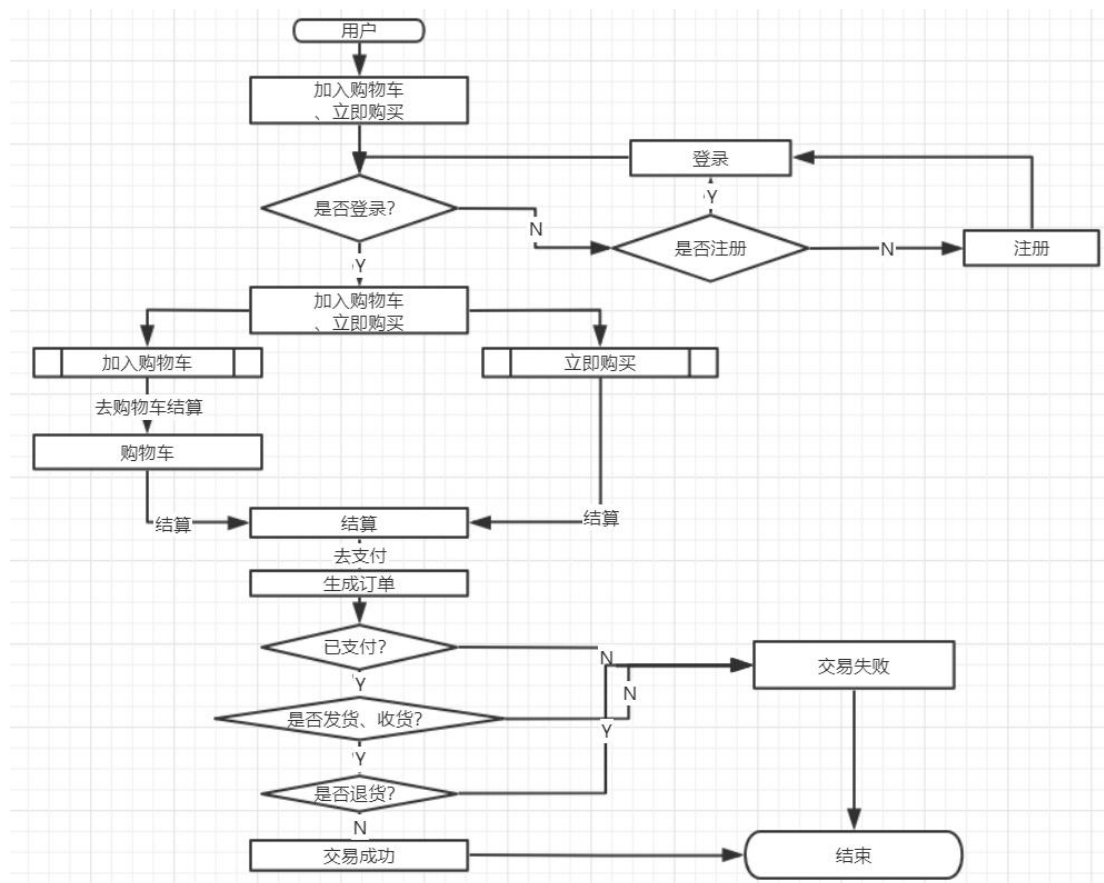 用户
加入购物车
、立即购买
登录
是否登录？
Y
N
是否注册
N
注册
Y
加入购物车
、立即购买
加入购物车
立即购买
去购物车结算
购物车
结算
结算
结算
去支付
生成订单
已支付？
N
交易失败
Y
N
是否发货、收货？
Y
Y
是否退货？
N
交易成功
结束